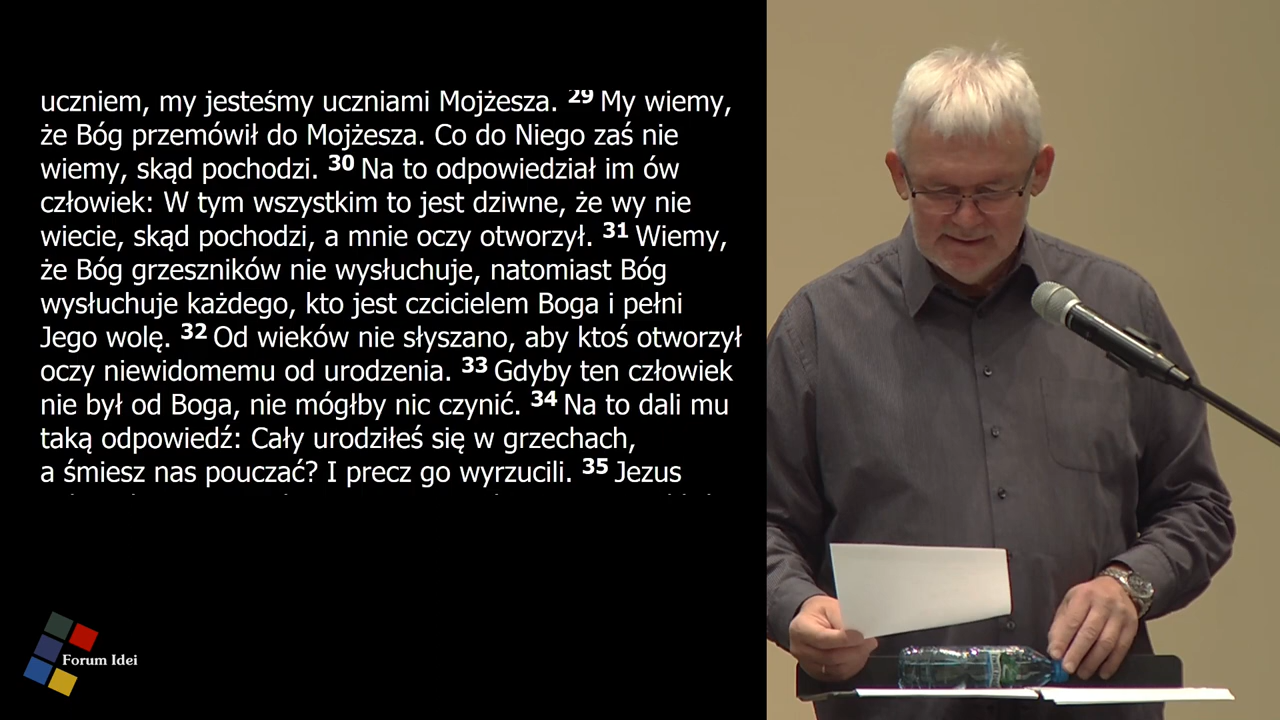 uczniem, my jesteśmy uczniami Mojżesza. 29 My wiemy,
że Bóg przemówił do Mojżesza. Co do Niego zaś nie
wiemy, skąd pochodzi. 30 Na to odpowiedział im ów
człowiek: W tym wszystkim to jest dziwne, że wy nie
wiecie, skąd pochodzi, a mnie oczy otworzył. 31 Wiemy,
że Bóg grzeszników nie wysłuchuje, natomiast Bóg
wysłuchuje każdego, kto jest czcicielem Boga i pełni
Jego wolę. 32 Od wieków nie słyszano, aby ktoś otworzył
oczy niewidomemu od urodzenia. 33 Gdyby ten człowiek
nie był od Boga, nie mógłby nic czynić. 34 Na to dali mu
taką odpowiedź: Cały urodziłeś się w grzechach,
a śmiesz nas pouczać? I precz go wyrzucili. 35 Jezus
Forum Idei